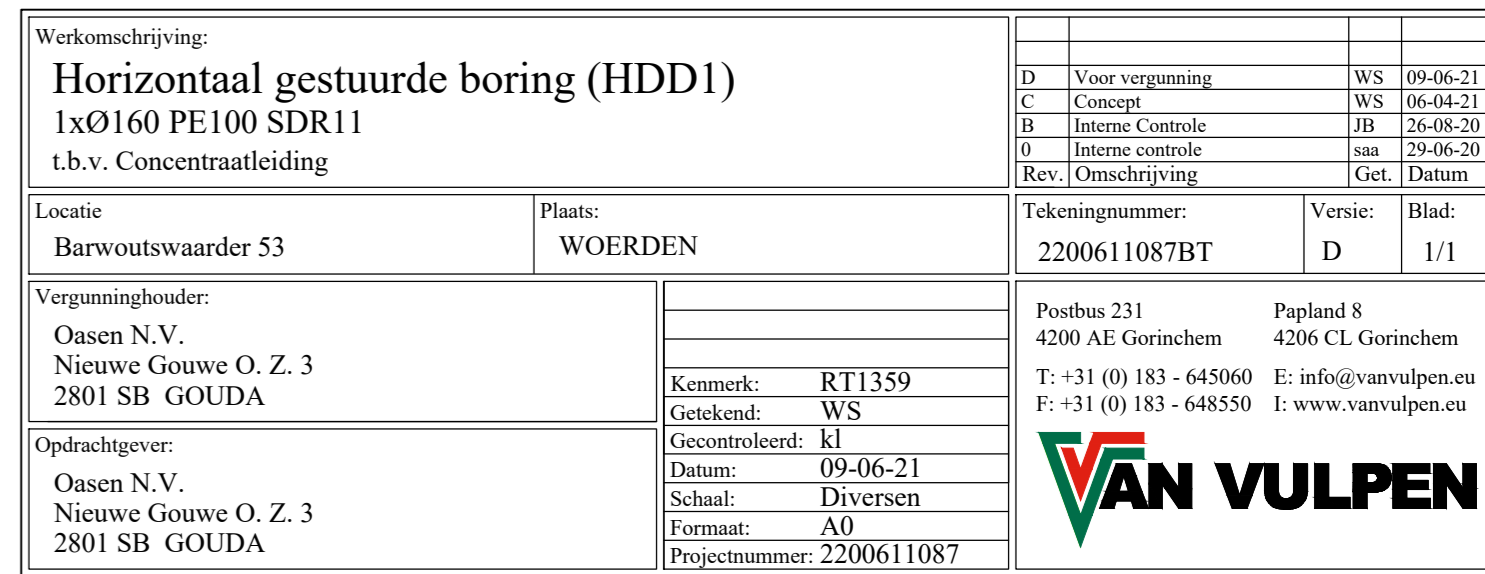 Werkomschrijving:
Horizontaal gestuurde boring (HDD1)
1xØ160 PE100 SDR11
t.b.v. Concentraatleiding
D Voor vergunning WS 09-06-21
C Concept WS 06-04-21
B Interne Controle JB 26-08-20
0 Interne controle saa 29-06-20
Rev. Omschrijving Get. Datum
Locatie
Barwoutswaarder 53
Plaats:
WOERDEN
Tekeningnummer:
2200611087BT
Versie:
D
Blad:
1/1
Vergunninghouder:
Oasen N.V.
Nieuwe Gouwe O. Z. 3
2801 SB GOUDA
Opdrachtgever:
Oasen N.V.
Nieuwe Gouwe O. Z. 3
2801 SB GOUDA
Kenmerk: RT1359
Getekend: WS
Gecontroleerd: kl
Datum: 09-06-21
Schaal: Diversen
Formaat: A0
Projectnummer: 2200611087
Postbus 231 Papland 8
4200 AE Gorinchem 4206 CL Gorinchem
T: +31 (0) 183 - 645060 E: info@vanvulpen.eu
F: +31 (0) 183 - 648550 I: www.vanvulpen.eu
VAN VULPEN